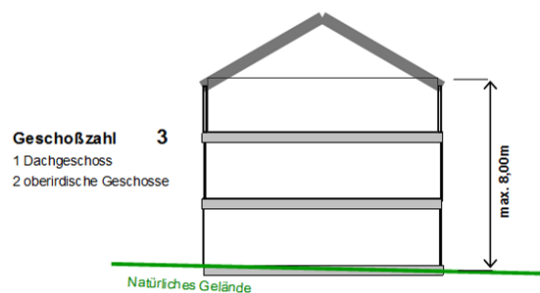 Geschoßzahl 3
1 Dachgeschoss
2 oberirdische Geschosse
max. 8,00m
Natürliches Gelände